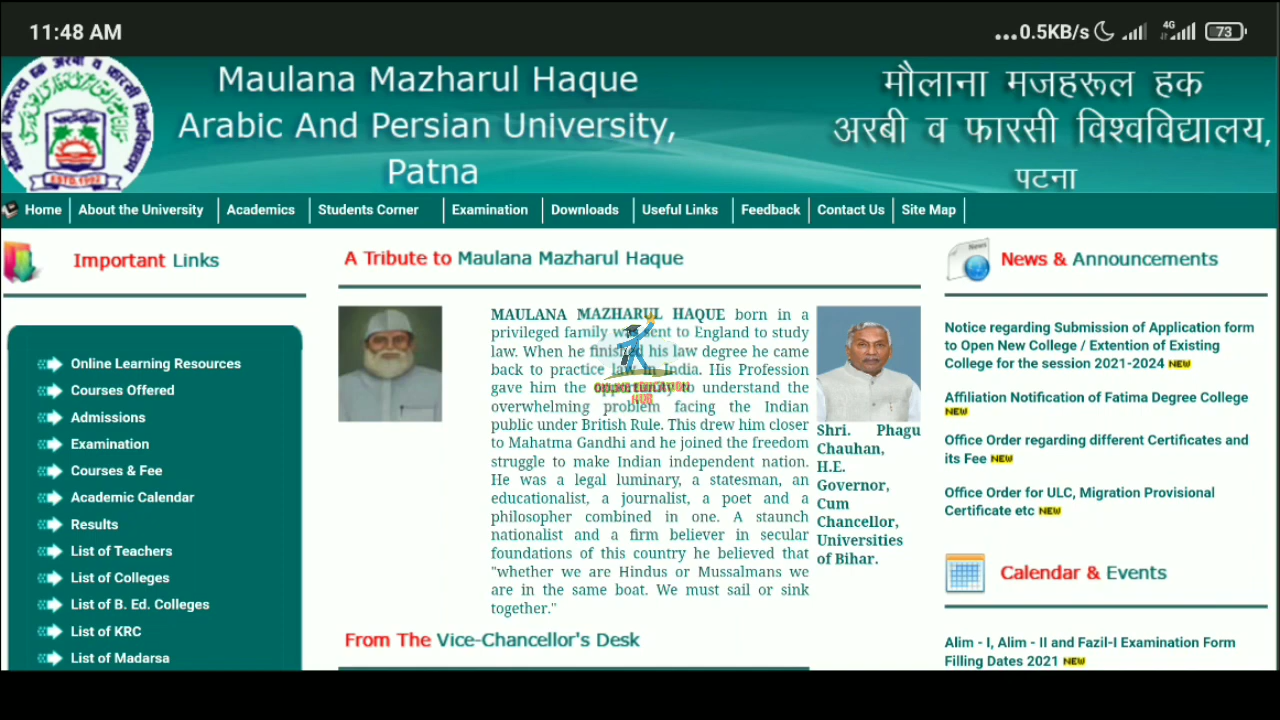 11:48 AM
...0.5KB/s
4G
73
Maulana Mazharul Haque
Arabic And Persian University,
Patna
मौलाना मजहरूल हक
अरबी व फारसी विश्वविद्यालय,
पटना
Home
About the University
Academics
Students Corner
Examination
Downloads
Useful Links
Feedback
Contact Us
Site Map
Important Links
Online Learning Resources
Courses Offered
Admissions
Examination
Courses & Fee
Academic Calendar
Results
List of Teachers
List of Colleges
List of B. Ed. Colleges
List of KRC
List of Madarsa
A Tribute to Maulana Mazharul Haque
MAULANA MAZHARUL HAQUE born in a
privileged family was sent to England to study
law. When he finished his law degree he came
back to practice law in India. His Profession
gave him the opportunity to understand the
overwhelming problem facing the Indian
public under British Rule. This drew him closer
to Mahatma Gandhi and he joined the freedom
struggle to make Indian independent nation.
He was a legal luminary, a statesman, an
educationalist, a journalist, a poet and a
philosopher combined in one. A staunch
nationalist and a firm believer in secular
foundations of this country he believed that
"whether we are Hindus or Mussalmans we
are in the same boat. We must sail or sink
together."
Shri. Phagu
Chauhan,
H.E.
Governor,
Cum
Chancellor,
Universities
of Bihar.
From The Vice-Chancellor's Desk
News & Announcements
Notice regarding Submission of Application form
to Open New College / Extention of Existing
College for the session 2021-2024 NEW
Affiliation Notification of Fatima Degree College
NEW
Office Order regarding different Certificates and
its Fee NEW
Office Order for ULC, Migration Provisional
Certificate etc NEW
Calendar & Events
Alim - I, Alim - II and Fazil-I Examination Form
Filling Dates 2021 NEW